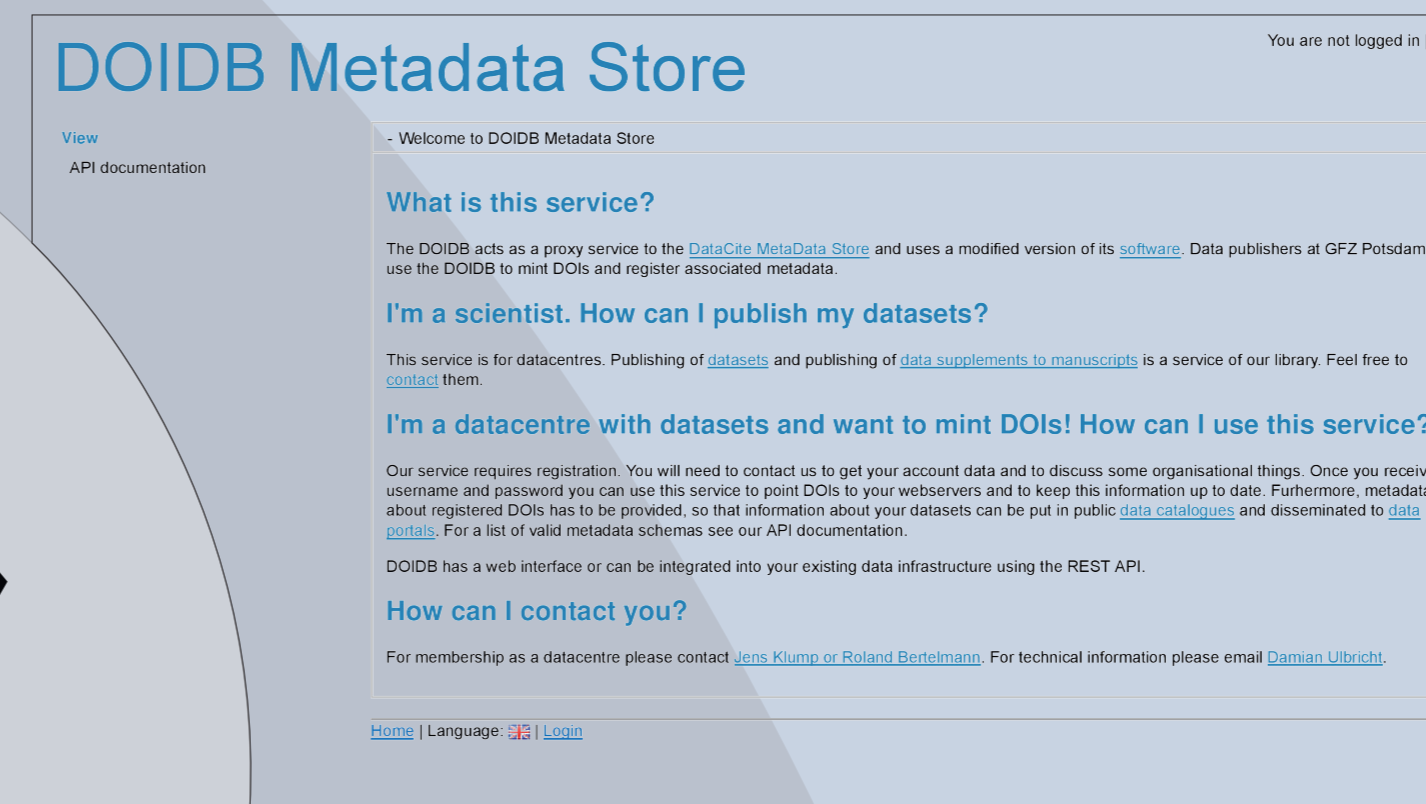 DOIDB Metadata Store
You are not logged in
View
API documentation
- Welcome to DOIDB Metadata Store
What is this service?
The DOIDB acts as a proxy service to the DataCite MetaData Store and uses a modified version of its software. Data publishers at GFZ Potsdam
use the DOIDB to mint DOIs and register associated metadata.
I'm a scientist. How can I publish my datasets?
This service is for datacentres. Publishing of datasets and publishing of data supplements to manuscripts is a service of our library. Feel free to
contact them.
I'm a datacentre with datasets and want to mint DOIs! How can I use this service?
Our service requires registration. You will need to contact us to get your account data and to discuss some organisational things. Once you receiv
username and password you can use this service to point DOIs to your webservers and to keep this information up to date. Furhermore, metadata
about registered DOIs has to be provided, so that information about your datasets can be put in public data catalogues and disseminated to data
portals. For a list of valid metadata schemas see our API documentation.
DOIDB has a web interface or can be integrated into your existing data infrastructure using the REST API.
How can I contact you?
For membership as a datacentre please contact Jens Klump or Roland Bertelmann. For technical information please email Damian Ulbricht.
Home | Language: | Login